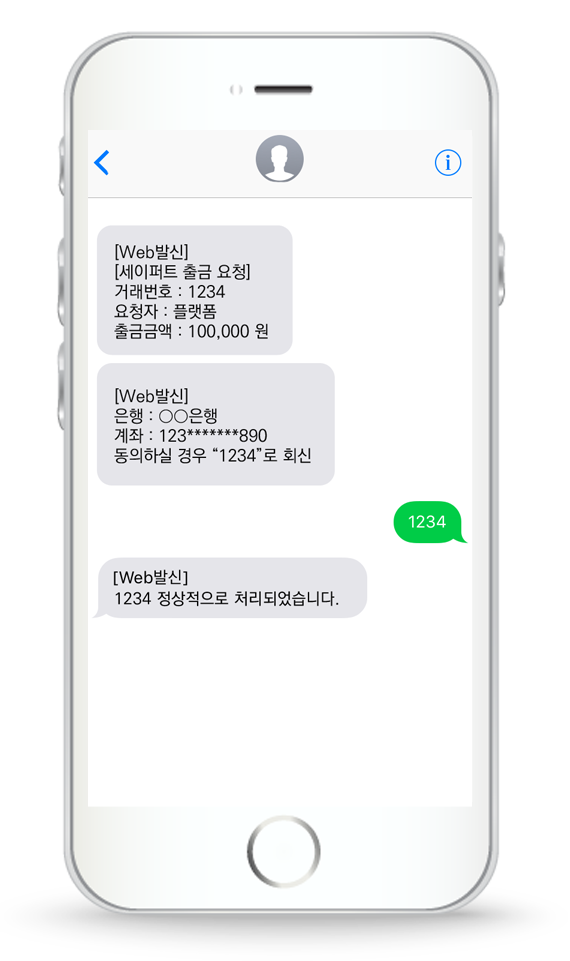 [Web발신]
[세이퍼트 출금 요청]
거래번호 : 1234
요청자 : 플랫폼
출금금액 : 100,000 원
[Web발신]
은행 : ○○은행
계좌 : 123*******890
동의하실 경우 “1234”로 회신
1234
[Web발신]
1234 정상적으로 처리되었습니다.